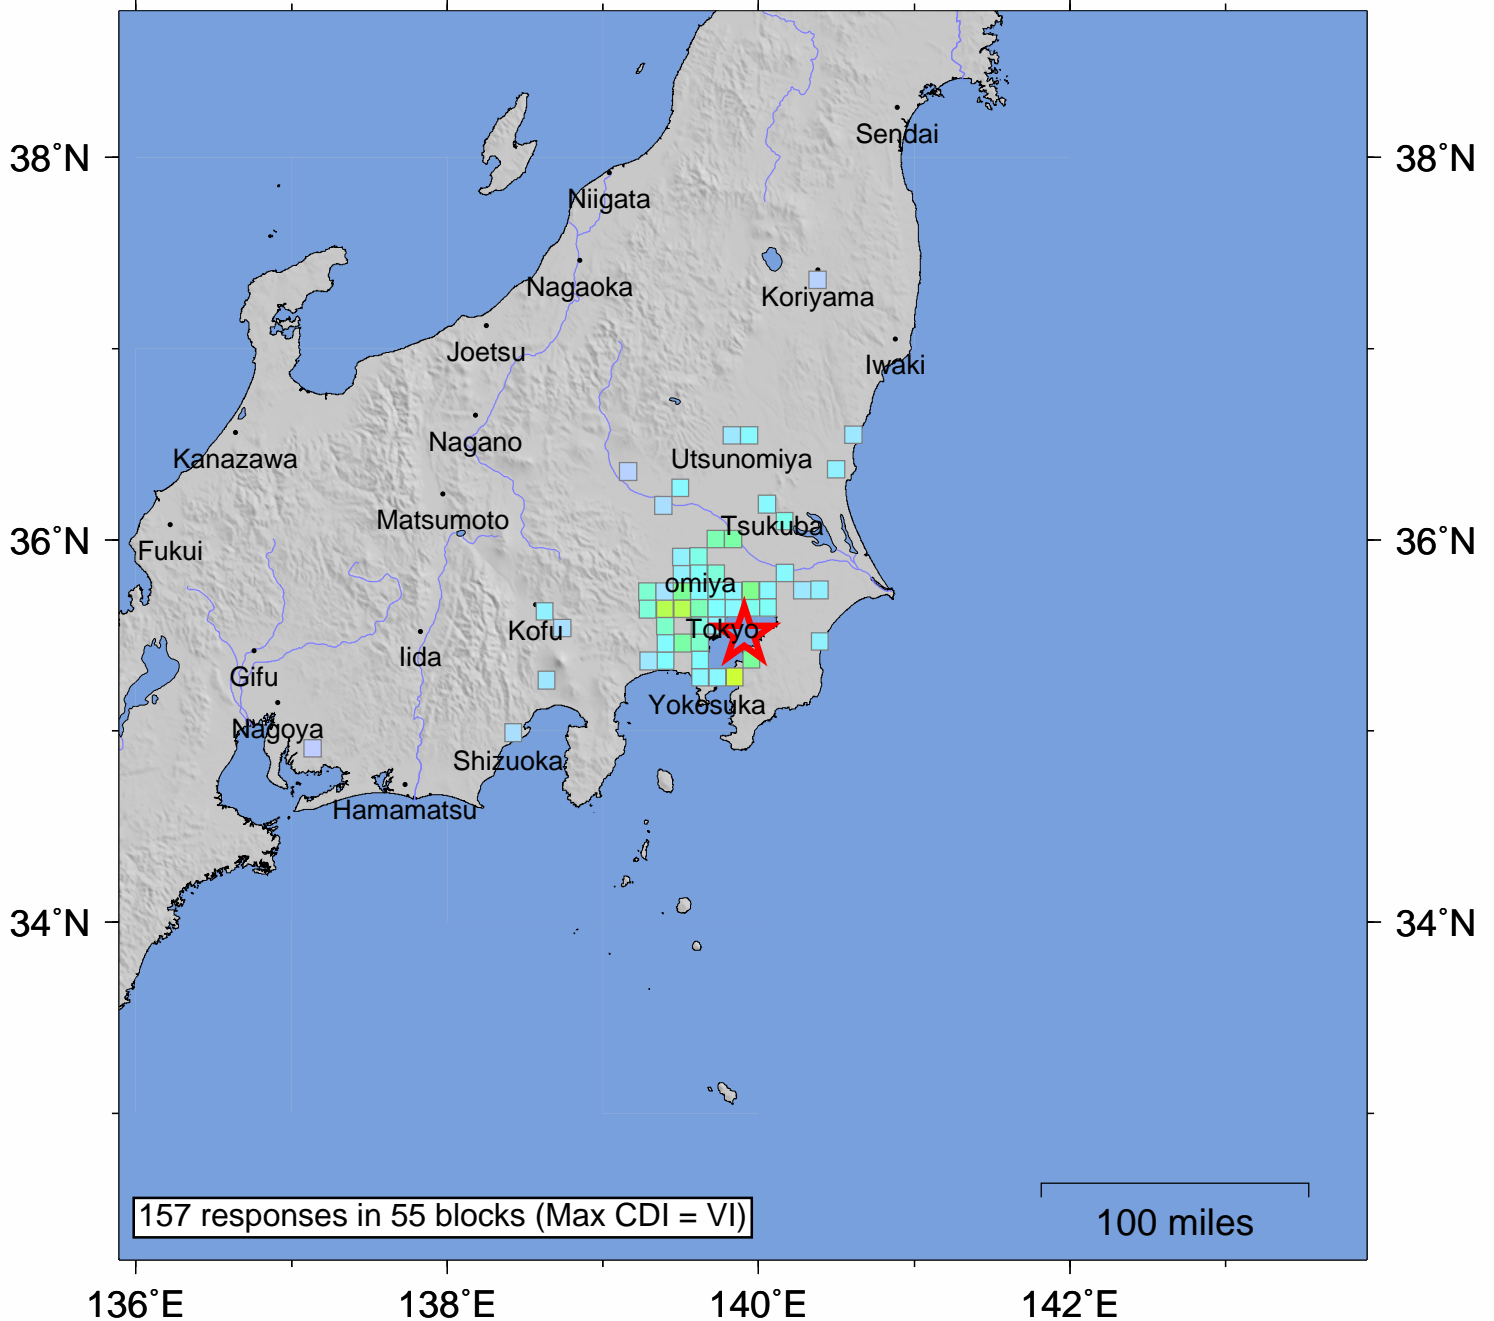 38°N
38°N
Sendai
Niigata
Nagaoka
Koriyama
Joetsu
Iwaki
Nagano
Kanazawa
Utsunomiya
Matsumoto
Tsukuba
36°N
36°N
Fukui
omiya
Kofu
Tokyo
Iida
Gifu
Yokosuka
Nagoya
Shizuoka
Hamamatsu
34°N
34°N
157 responses in 55 blocks (Max CDI = VI)
100 miles
136°E
138°E
140°E
142°E